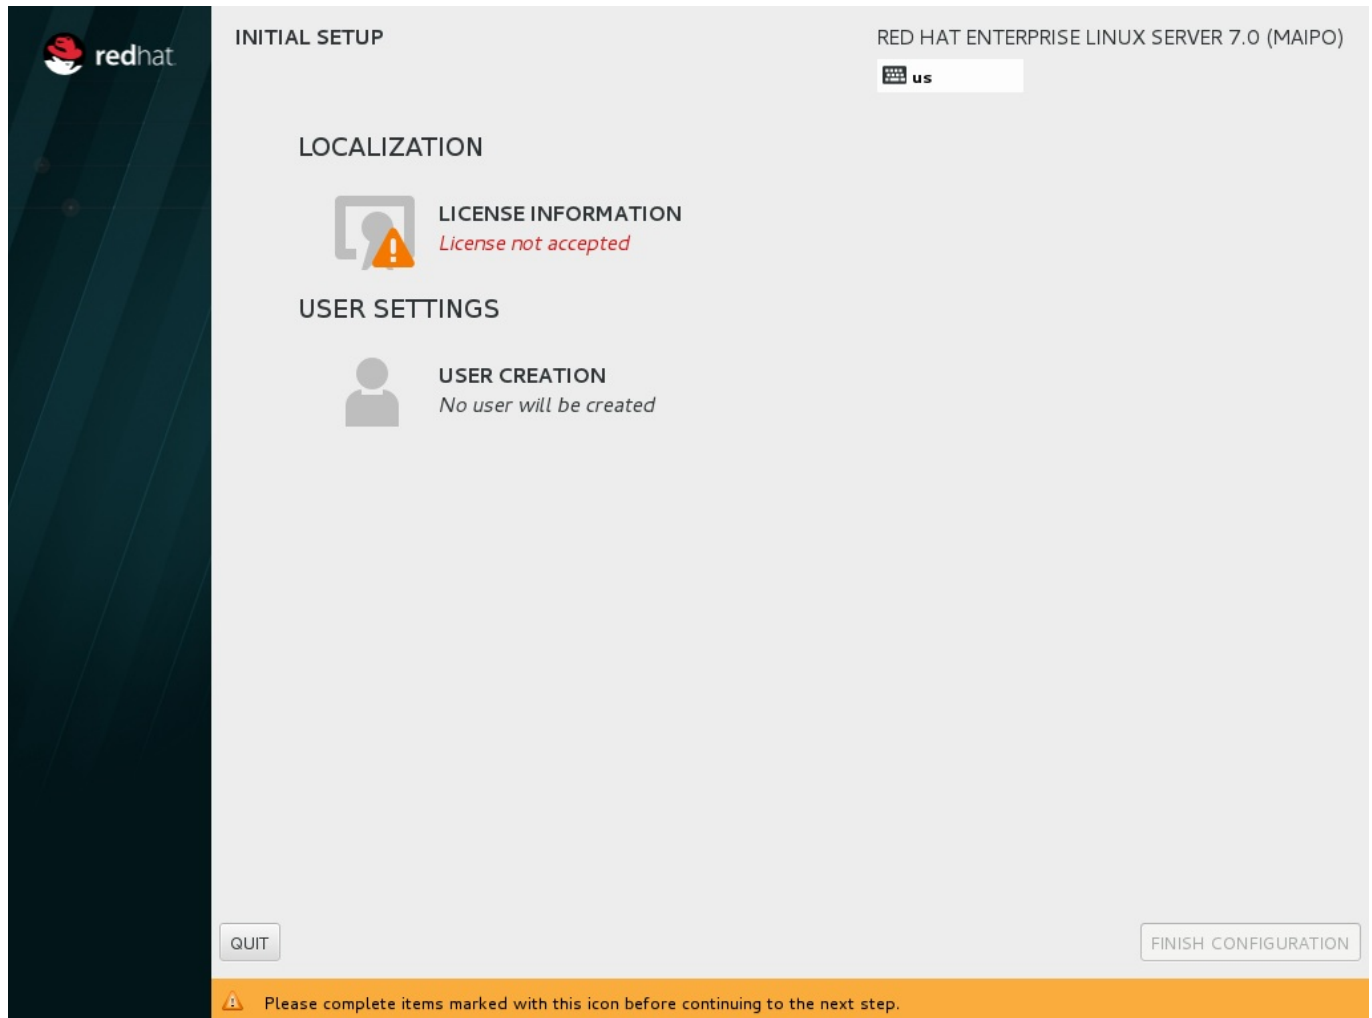 redhat.
INITIAL SETUP
RED HAT ENTERPRISE LINUX SERVER 7.0 (MAIPO)
us
LOCALIZATION
LICENSE INFORMATION
License not accepted
USER SETTINGS
USER CREATION
No user will be created
QUIT
FINISH CONFIGURATION
Please complete items marked with this icon before continuing to the next step.